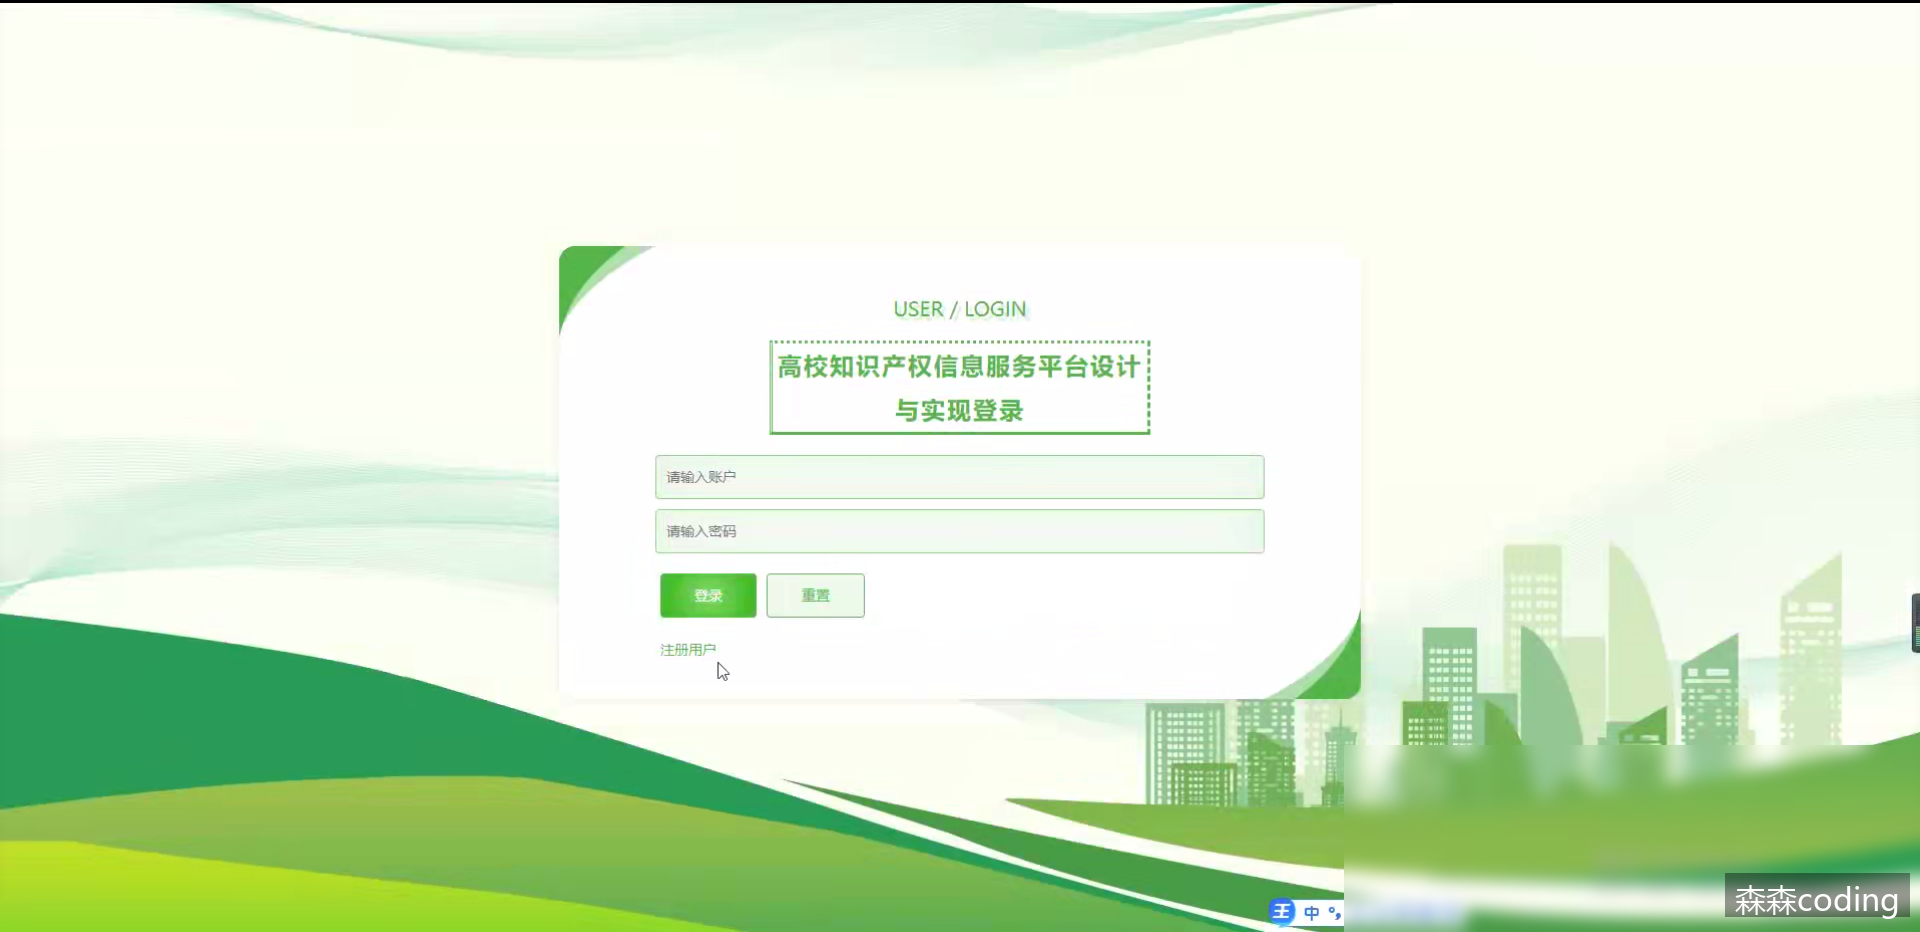 USER / LOGIN
高校知识产权信息服务平台设计
与实现登录
请输入账户
请输入密码
登录
重置
注册用户
王 中 °,
森森coding